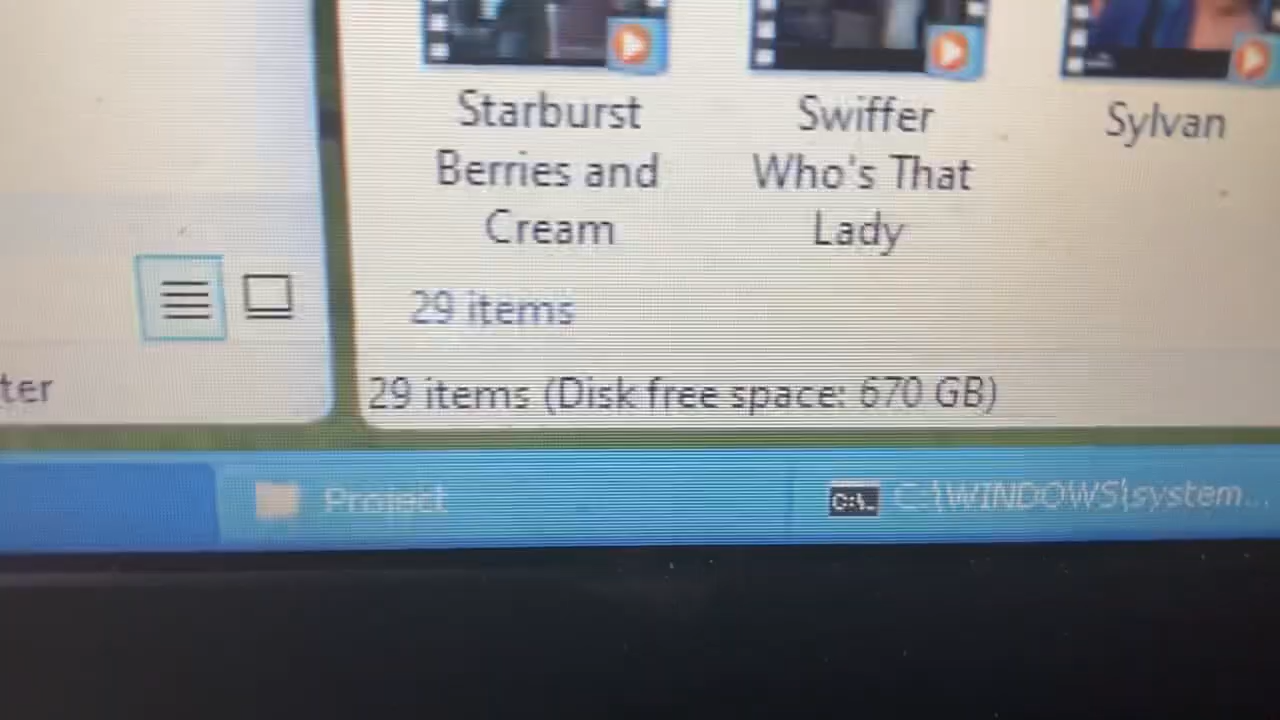 Starburst
Berries and
Cream
Swiffer
Who's That
Lady
Sylvan
29 items
ter
29 items (Disk free space: 670 GB)
Project
C:\WINDOWS\system...